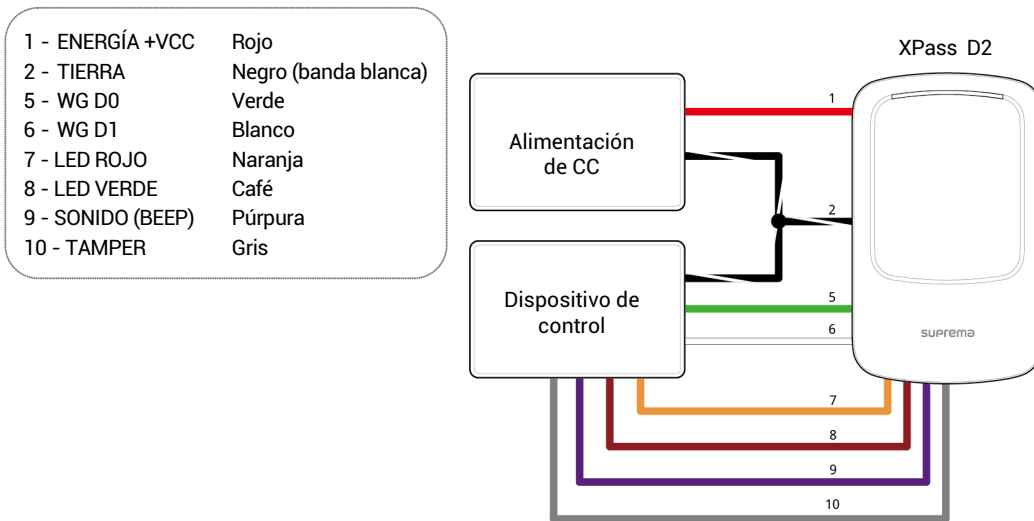 1 - ENERGÍA +VCC Rojo
2 - TIERRA Negro (banda blanca)
5 - WG D0 Verde
6 - WG D1 Blanco
7 - LED ROJO Naranja
8 - LED VERDE Café
9 - SONIDO (BEEP) Púrpura
10 - TAMPER Gris
XPass D2
Alimentación
de CC
1
2
Dispositivo de
control
5
6
suprema
7
8
9
10